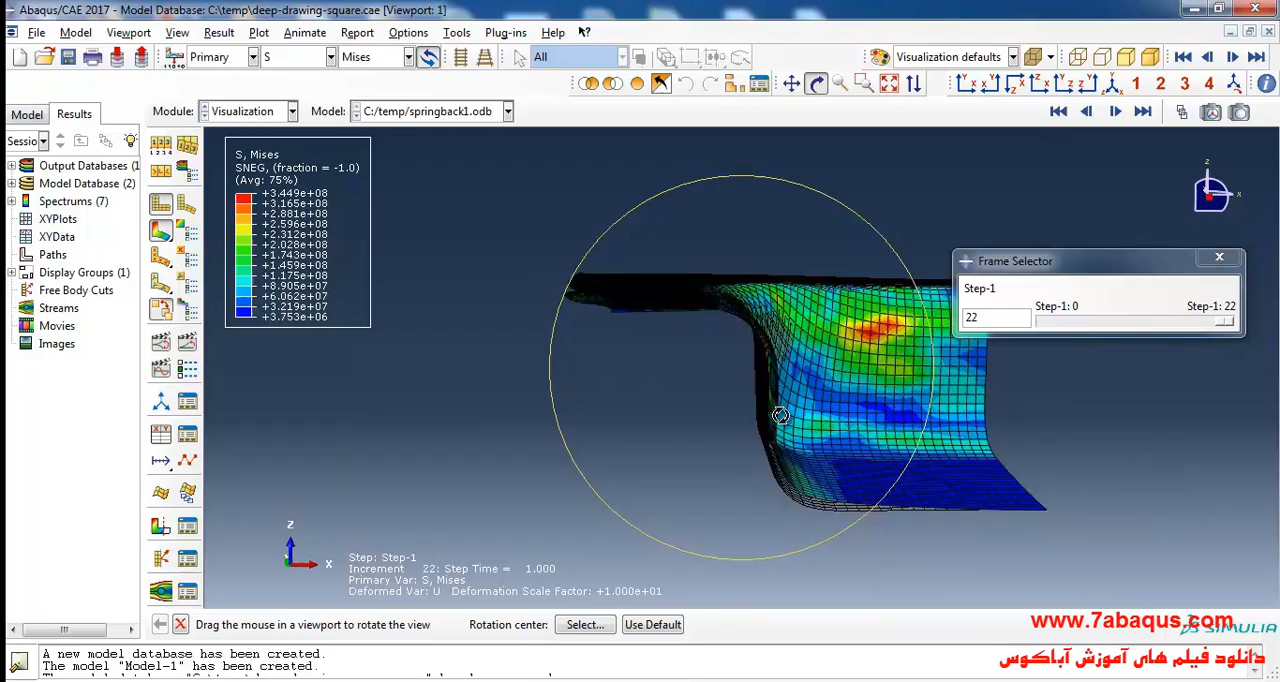 Abaqus/CAE 2017 - Model Database: C:\temp\deep-drawing-square.cae [Viewport: 1]
File Model Viewport View Result Plot Animate Report Options Tools Plug-ins Help
Primary S Mises All Visualization defaults
1 2 3 4
Model Results Module: Visualization Model: C:/temp/springback1.odb
Sessio
Output Databases (1
Model Database (2)
Spectrums (7)
XYPlots
XYData
Paths
Display Groups (1)
Free Body Cuts
Streams
Movies
Images
S, Mises
SNEG, (fraction = -1.0)
(Avg: 75%)
+3.449e+08
+3.165e+08
+2.881e+08
+2.596e+08
+2.312e+08
+2.028e+08
+1.743e+08
+1.459e+08
+1.175e+08
+8.905e+07
+6.062e+07
+3.219e+07
+3.753e+06
z
x
Frame Selector
Step-1
22 Step-1: 0 Step-1: 22
Z
X
Step: Step-1
Increment 22: Step Time = 1.000
Primary Var: S, Mises
Deformed Var: U Deformation Scale Factor: +1.000e+01
Drag the mouse in a viewport to rotate the view Rotation center: Select... Use Default
www.7abaqus.com
SIMULIA
دانلود فیلم های آموزش آباکوس
A new model database has been created.
The model "Model-1" has been created.